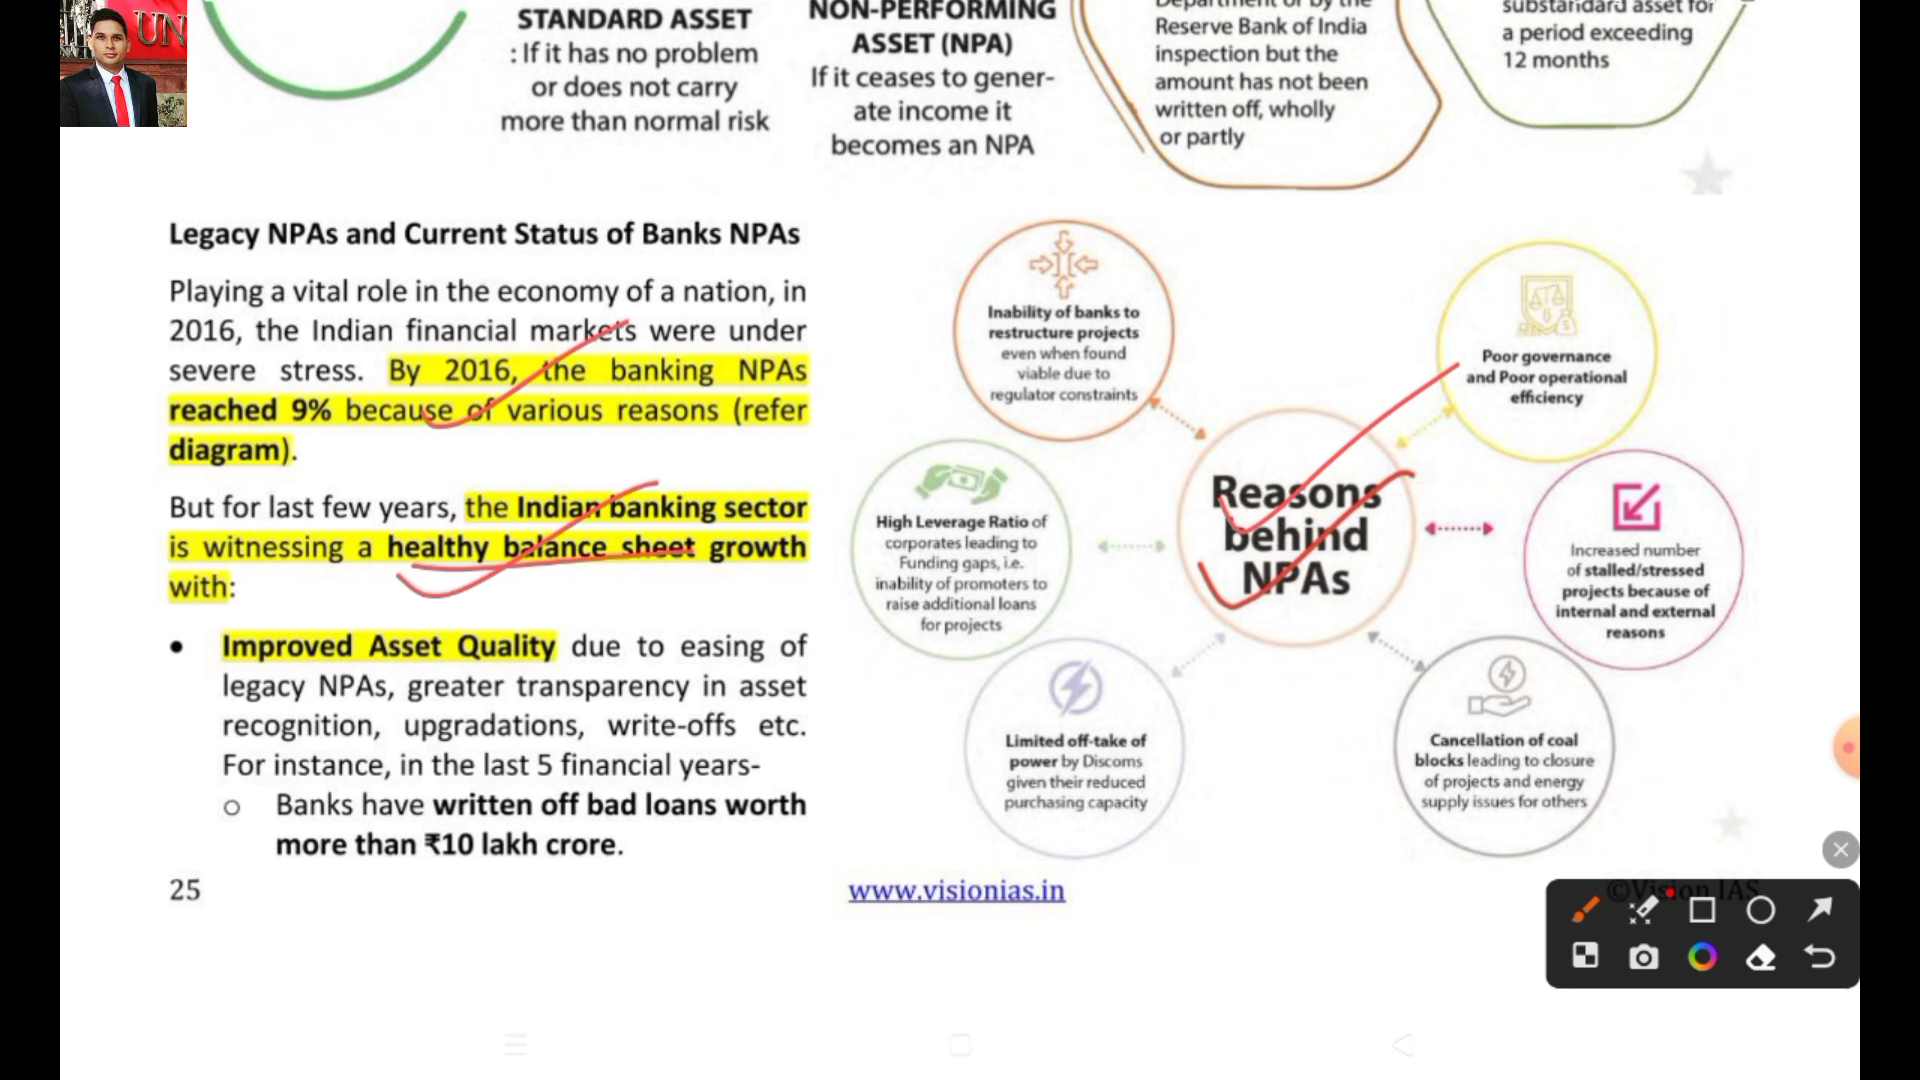 UN
STANDARD ASSET
: If it has no problem
or does not carry
more than normal risk
NON-PERFORMING
ASSET (NPA)
If it ceases to gener-
ate income it
becomes an NPA
Department or by the
Reserve Bank of India
inspection but the
amount has not been
written off, wholly
or partly
substandard asset for
a period exceeding
12 months
Legacy NPAs and Current Status of Banks NPAs
Playing a vital role in the economy of a nation, in
2016, the Indian financial markets were under
severe stress. By 2016, the banking NPAs
reached 9% because of various reasons (refer
diagram).
But for last few years, the Indian banking sector
is witnessing a healthy balance sheet growth
with:
• Improved Asset Quality due to easing of
legacy NPAs, greater transparency in asset
recognition, upgradations, write-offs etc.
For instance, in the last 5 financial years-
o Banks have written off bad loans worth
more than ₹10 lakh crore.
Inability of banks to
restructure projects
even when found
viable due to
regulator constraints
Poor governance
and Poor operational
efficiency
High Leverage Ratio of
corporates leading to
Funding gaps, i.e.
inability of promoters to
raise additional loans
for projects
Reasons
behind
NPAs
Increased number
of stalled/stressed
projects because of
internal and external
reasons
Limited off-take of
power by Discoms
given their reduced
purchasing capacity
Cancellation of coal
blocks leading to closure
of projects and energy
supply issues for others
25
www.visionias.in
©Vision IAS